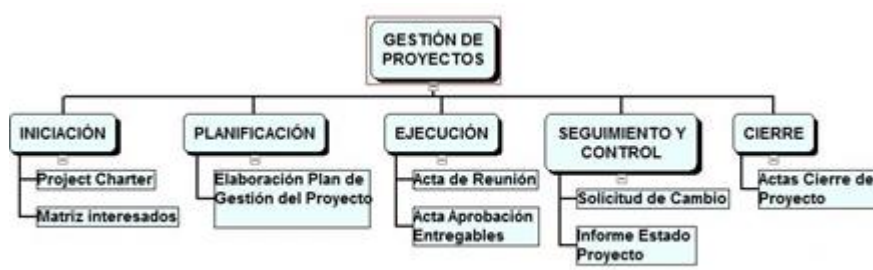 GESTIÓN DE
PROYECTOS
INICIACIÓN
PLANIFICACIÓN
EJECUCIÓN
SEGUIMIENTO Y
CONTROL
CIERRE
Project Charter
Matriz interesados
Elaboración Plan de
Gestión del Proyecto
Acta de Reunión
Acta Aprobación
Entregables
Solicitud de Cambio
Informe Estado
Proyecto
Actas Cierre de
Proyecto